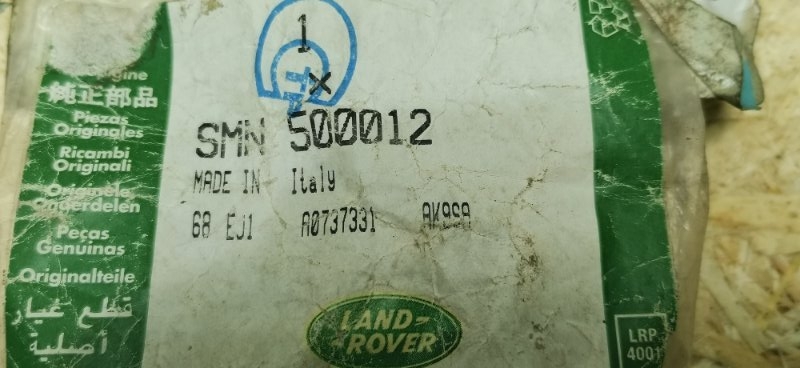 1
x
SMN 500012
MADE IN Italy
68 EJ1 A0737331 AK9SA
LAND-
-ROVER
LRP
4001
純正部品
Piezas
Originales
Ricambi
Originali
Originele
Onderdelen
Peças
Genuinas
Originalteile
قطع غيار
أصلية